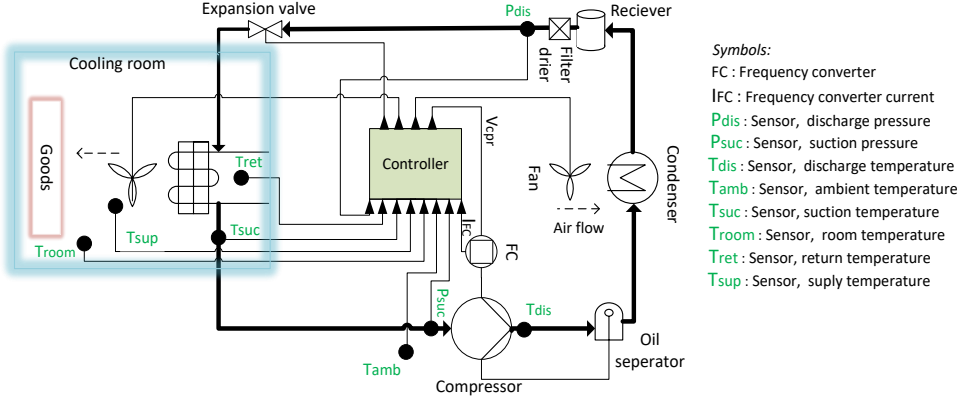 Expansion valve
Pdis
Reciever
Filter
drier
Cooling room
Goods
Tret
Controller
Vcpr
Fan
Condenser
Air flow
Tsup
Tsuc
Troom
IFC
FC
Psuc
Tdis
Tamb
Oil
seperator
Compressor
Symbols:
FC : Frequency converter
IFC : Frequency converter current
Pdis : Sensor, discharge pressure
Psuc : Sensor, suction pressure
Tdis : Sensor, discharge temperature
Tamb : Sensor, ambient temperature
Tsuc : Sensor, suction temperature
Troom : Sensor, room temperature
Tret : Sensor, return temperature
Tsup : Sensor, suply temperature